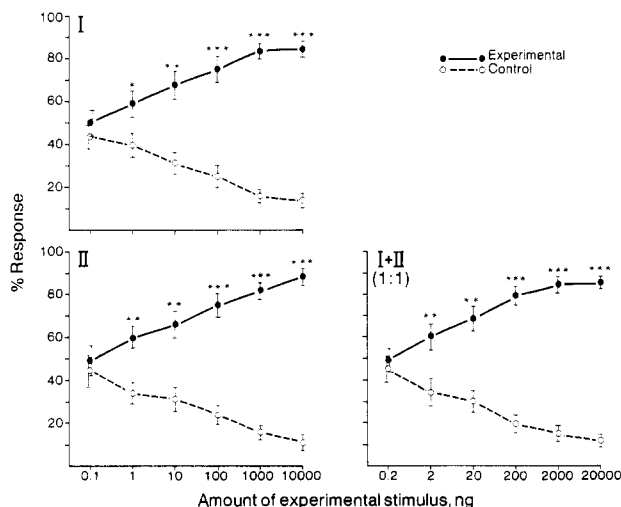 I
80
60
40
20
* ** *** *** ***
Experimental
Control
% Response
II
100
80
60
40
20
** ** *** *** ***
0.1 1 10 100 1000 10000
I+II
(1:1)
** ** *** *** ***
0.2 2 20 200 2000 20000
Amount of experimental stimulus, ng